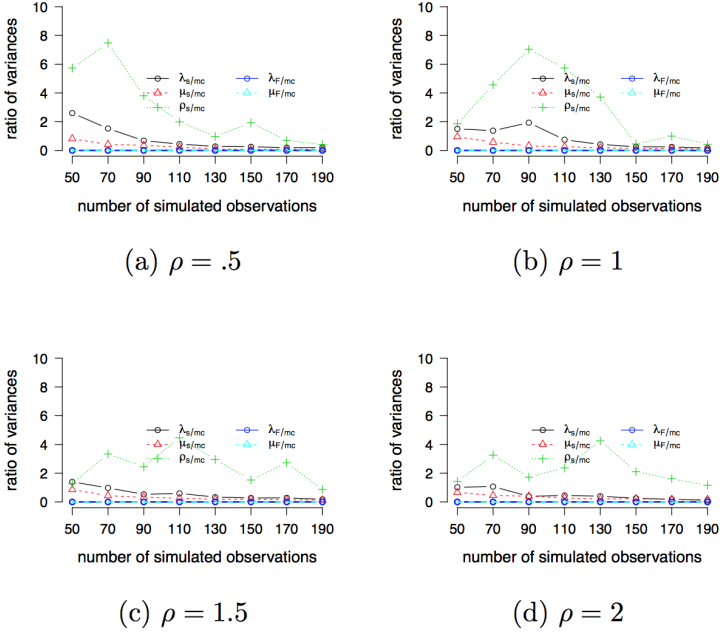 10
8
6
4
2
0
ratio of variances
λs/mc
μs/mc
ρs/mc
λF/mc
μF/mc
50 70 90 110 130 150 170 190
number of simulated observations
(a) ρ = .5
10
8
6
4
2
0
ratio of variances
λs/mc
μs/mc
ρs/mc
λF/mc
μF/mc
50 70 90 110 130 150 170 190
number of simulated observations
(b) ρ = 1
10
8
6
4
2
0
ratio of variances
λs/mc
μs/mc
ρs/mc
λF/mc
μF/mc
50 70 90 110 130 150 170 190
number of simulated observations
(c) ρ = 1.5
10
8
6
4
2
0
ratio of variances
λs/mc
μs/mc
ρs/mc
λF/mc
μF/mc
50 70 90 110 130 150 170 190
number of simulated observations
(d) ρ = 2